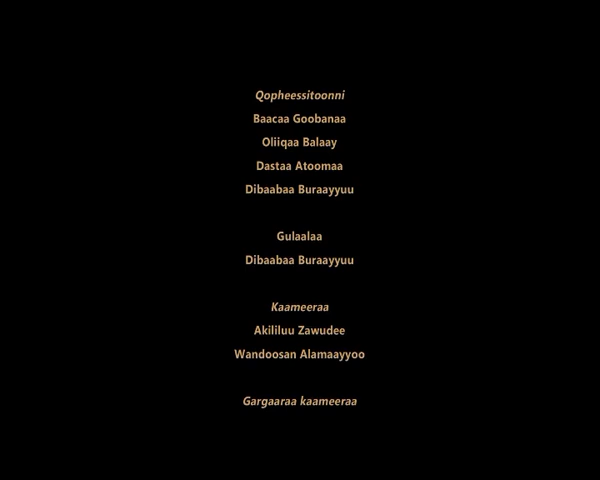 Qopheessitoonni
Baacaa Goobanaa
Oliiqaa Balaay
Dastaa Atoomaa
Dibaabaa Buraayyuu
Gulaalaa
Dibaabaa Buraayyuu
Kaameeraa
Akililuu Zawudee
Wandoosan Alamaayyoo
Gargaaraa kaameeraa